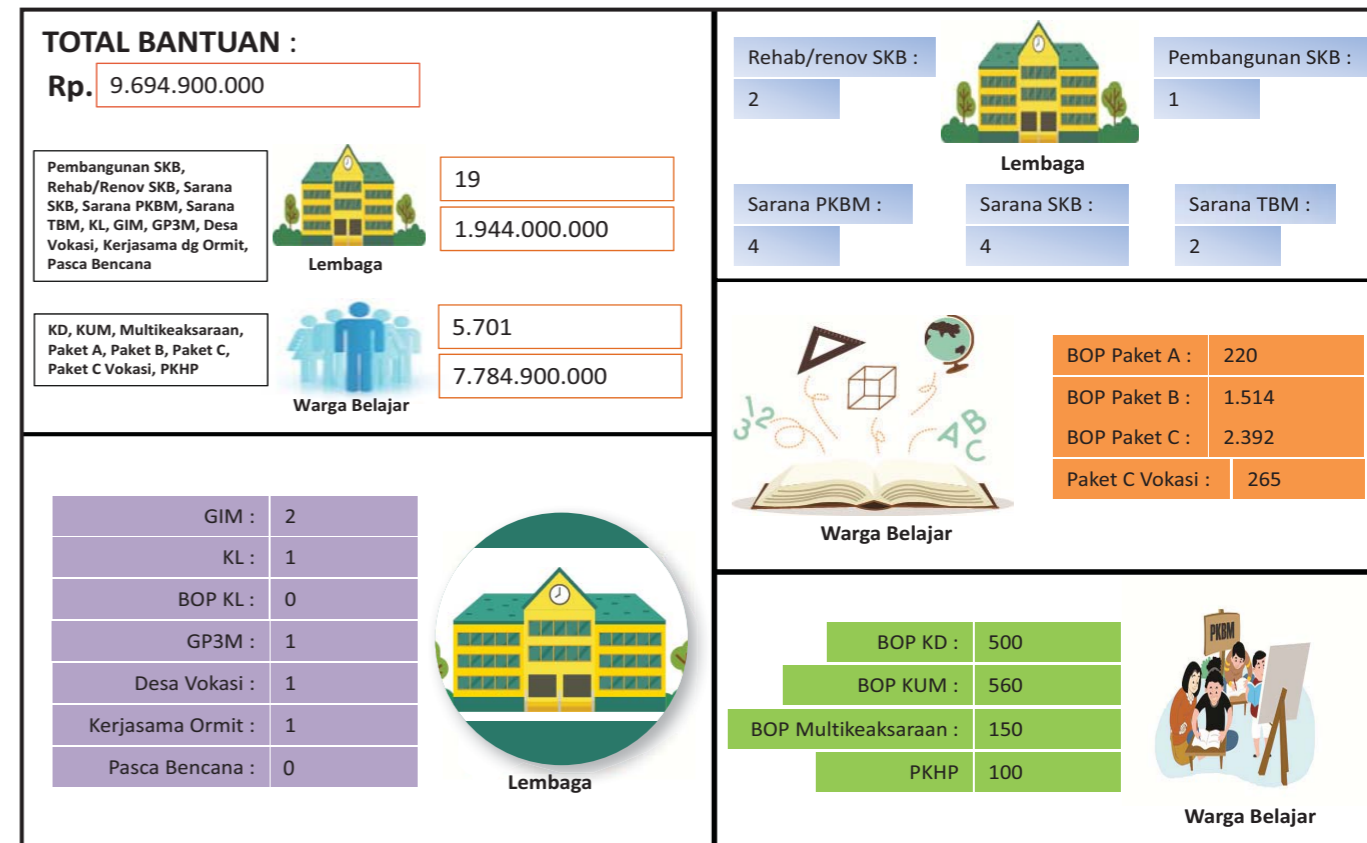 TOTAL BANTUAN :
Rp. 9.694.900.000
Pembangunan SKB,
Rehab/Renov SKB, Sarana
SKB, Sarana PKBM, Sarana
TBM, KL, GIM, GP3M, Desa
Vokasi, Kerjasama dg Ormit,
Pasca Bencana
19
1.944.000.000
Lembaga
KD, KUM, Multikeaksaraan,
Paket A, Paket B, Paket C,
Paket C Vokasi, PKHP
5.701
7.784.900.000
Warga Belajar
Rehab/renov SKB :
2
Pembangunan SKB :
1
Lembaga
Sarana PKBM :
4
Sarana SKB :
4
Sarana TBM :
2
123
ABC
Warga Belajar
BOP Paket A : 220
BOP Paket B : 1.514
BOP Paket C : 2.392
Paket C Vokasi : 265
GIM : 2
KL : 1
BOP KL : 0
GP3M : 1
Desa Vokasi : 1
Kerjasama Ormit : 1
Pasca Bencana : 0
Lembaga
BOP KD : 500
BOP KUM : 560
BOP Multikeaksaraan : 150
PKHP 100
PKBM
Warga Belajar